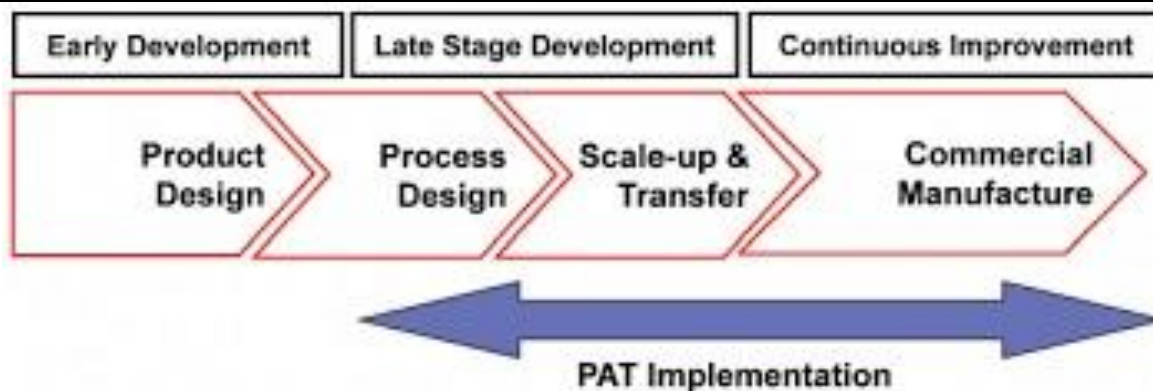 Early Development
Late Stage Development
Continuous Improvement
Product
Design
Process
Design
Scale-up &
Transfer
Commercial
Manufacture
PAT Implementation